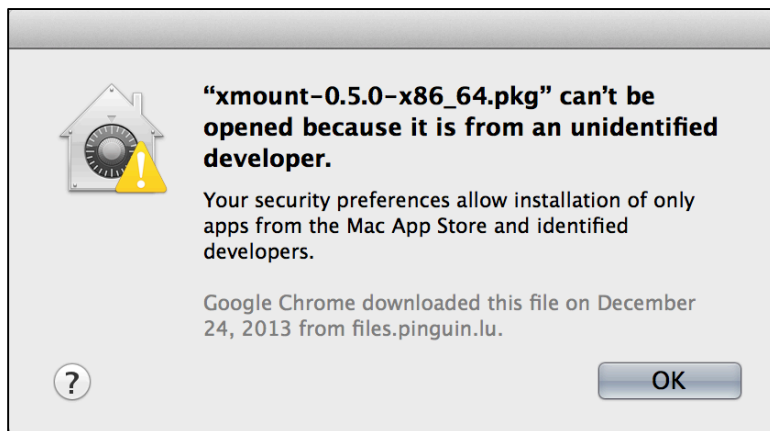 “xmount-0.5.0-x86_64.pkg” can’t be
opened because it is from an unidentified
developer.
Your security preferences allow installation of only
apps from the Mac App Store and identified
developers.
Google Chrome downloaded this file on December
24, 2013 from files.pinguin.lu.
?
OK